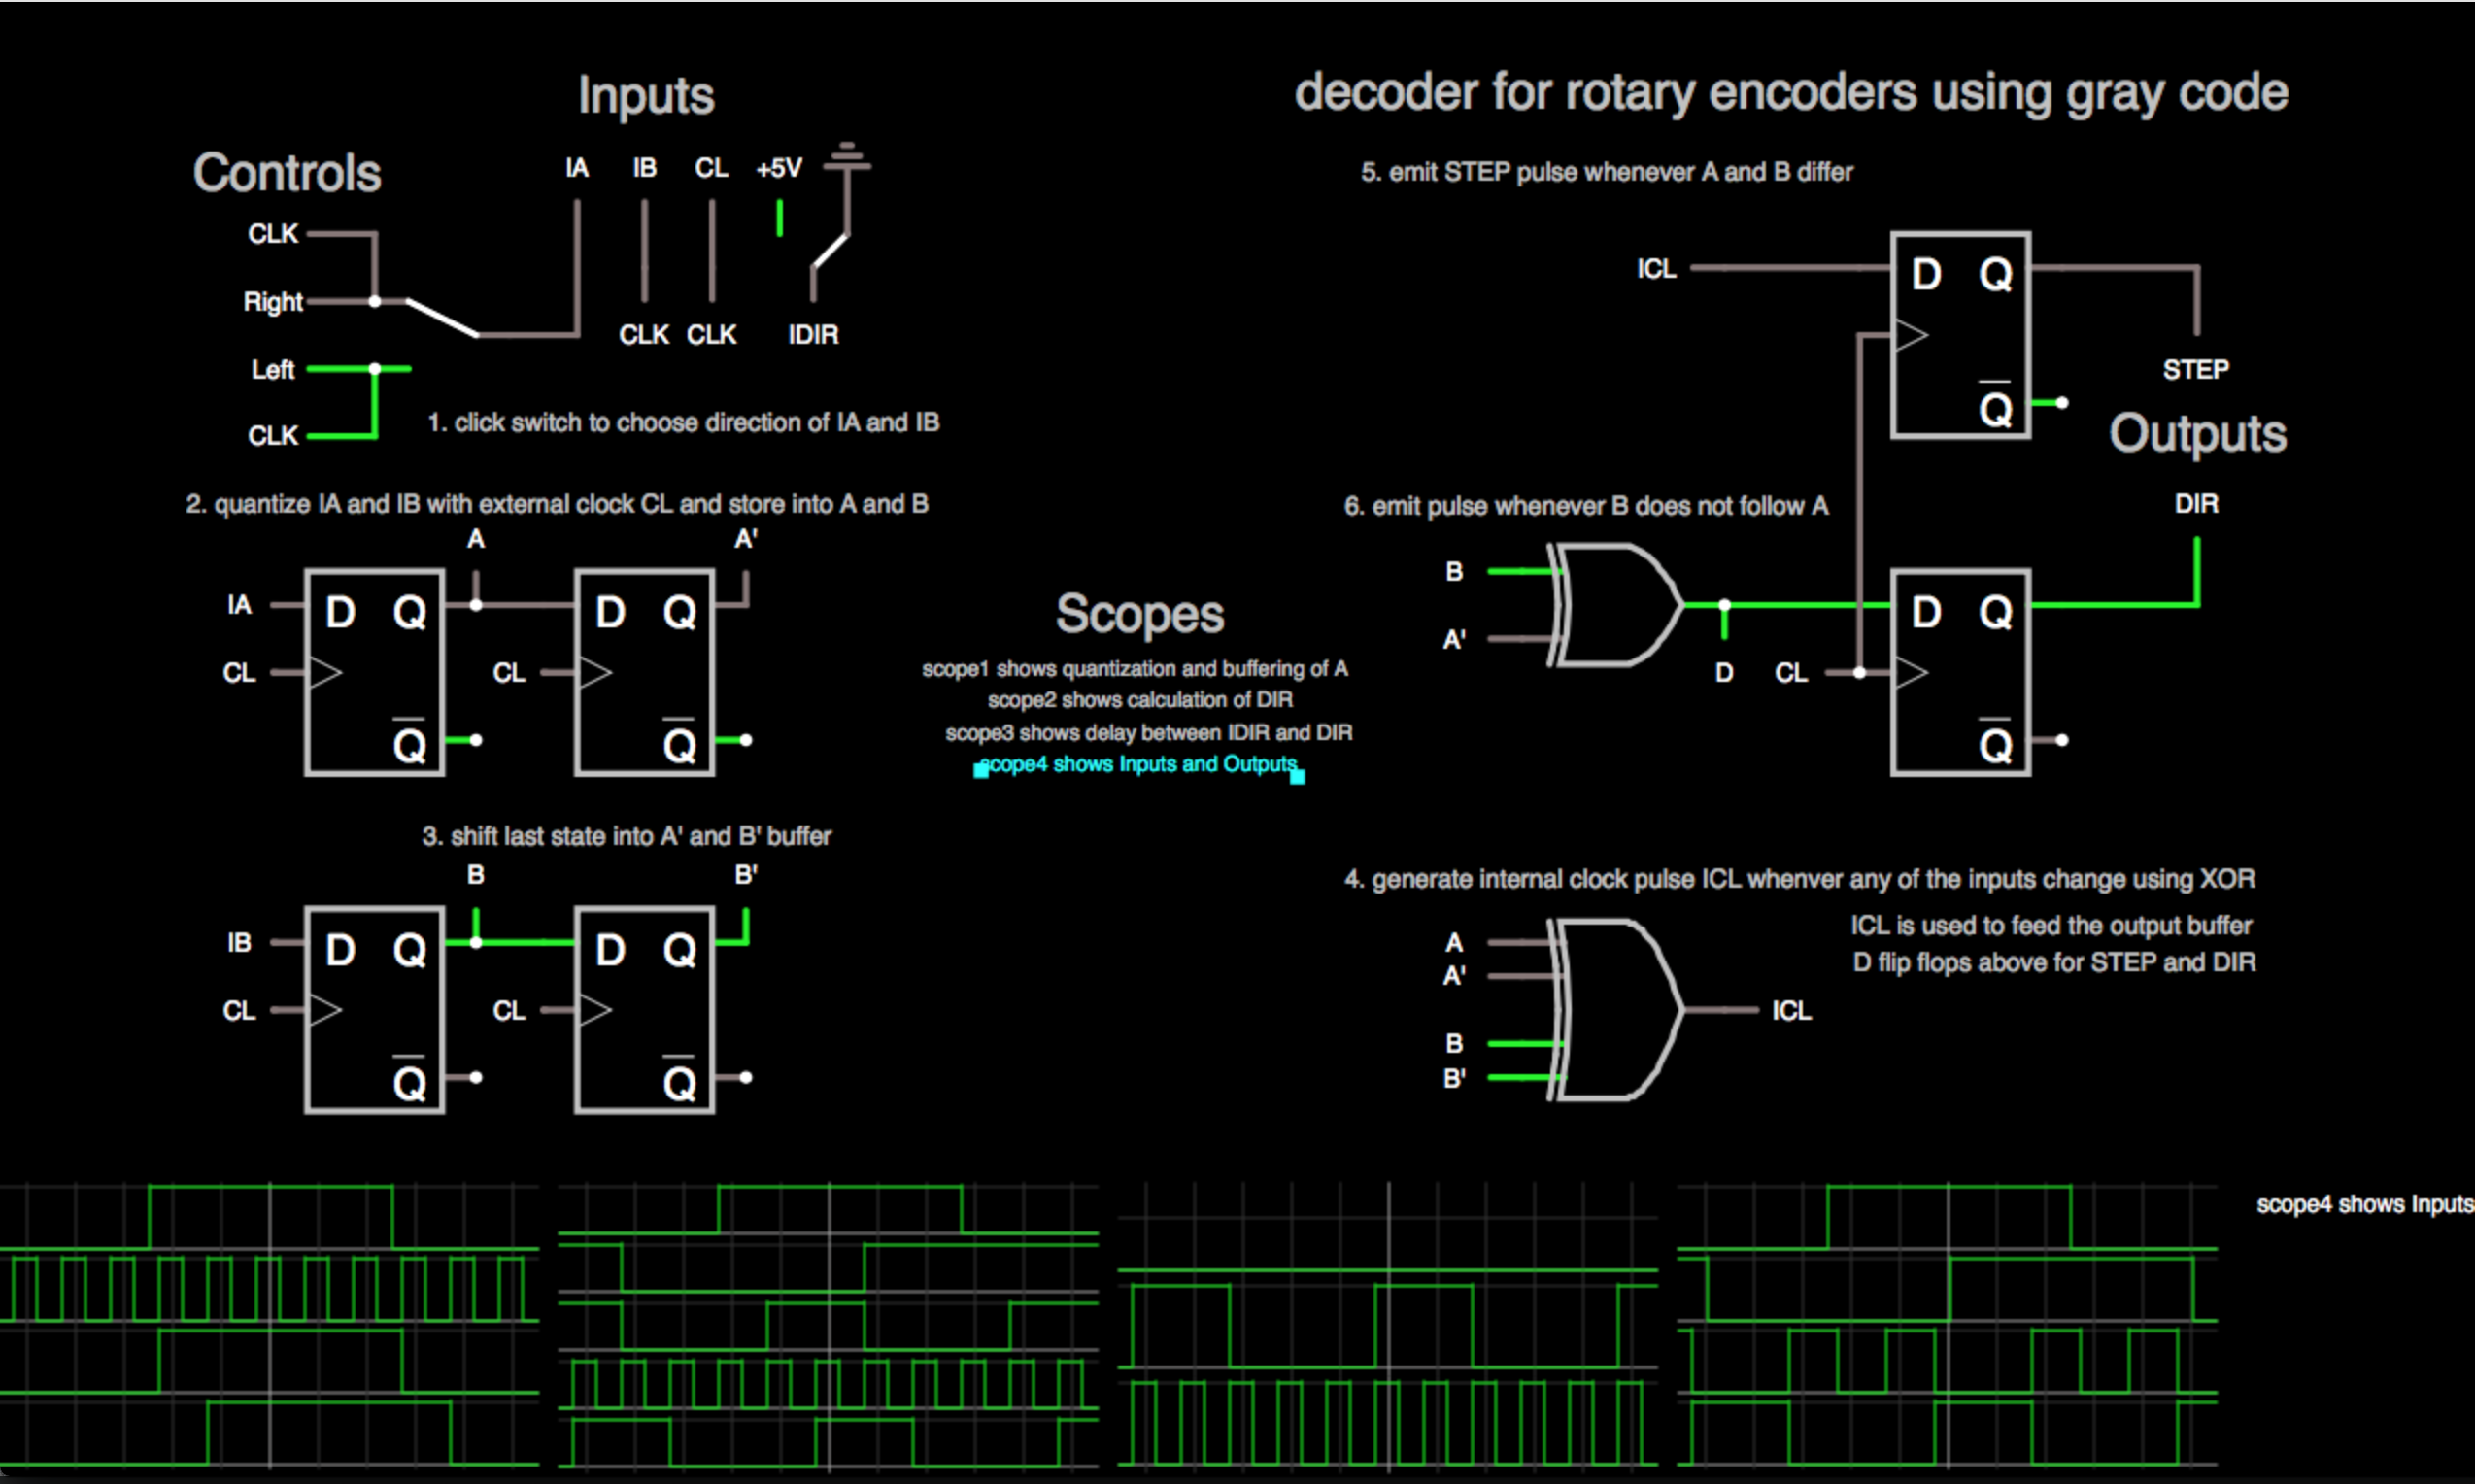 Inputs
decoder for rotary encoders using gray code
Controls
IA IB CL +5V
5. emit STEP pulse whenever A and B differ
CLK
Right
CLK CLK IDIR
Left
CLK
1. click switch to choose direction of IA and IB
ICL
D Q
Q
STEP
Outputs
2. quantize IA and IB with external clock CL and store into A and B
6. emit pulse whenever B does not follow A
DIR
A A'
IA D Q D Q
CL CL
Q Q
Scopes
scope1 shows quantization and buffering of A
scope2 shows calculation of DIR
scope3 shows delay between IDIR and DIR
scope4 shows Inputs and Outputs
B
A'
D CL
D Q
Q
3. shift last state into A' and B' buffer
B B'
IB D Q D Q
CL CL
Q Q
4. generate internal clock pulse ICL whenver any of the inputs change using XOR
ICL is used to feed the output buffer
D flip flops above for STEP and DIR
A
A'
ICL
B
B'
scope4 shows Inputs